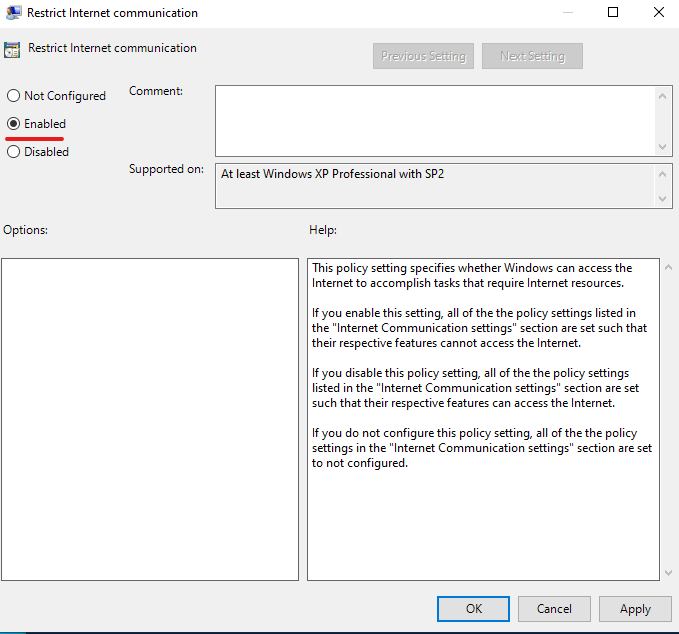 Restrict Internet communication
Restrict Internet communication
Previous Setting
Next Setting
Not Configured
Comment:
Enabled
Disabled
Supported on:
At least Windows XP Professional with SP2
Options:
Help:
This policy setting specifies whether Windows can access the
Internet to accomplish tasks that require Internet resources.
If you enable this setting, all of the the policy settings listed in
the "Internet Communication settings" section are set such that
their respective features cannot access the Internet.
If you disable this policy setting, all of the the policy settings
listed in the "Internet Communication settings" section are set
such that their respective features can access the Internet.
If you do not configure this policy setting, all of the the policy
settings in the "Internet Communication settings" section are set
to not configured.
OK
Cancel
Apply